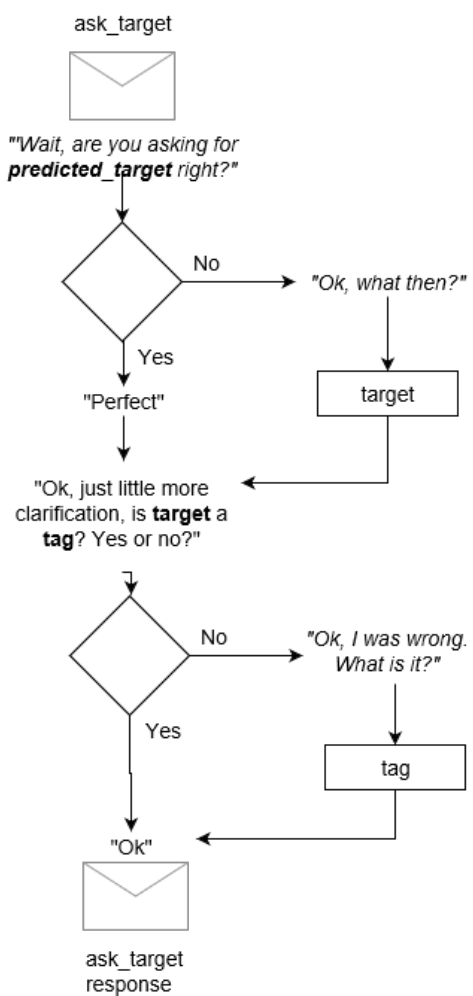 ask_target
"'Wait, are you asking for
predicted_target right?"
No
"Ok, what then?"
Yes
target
"Perfect"
"Ok, just little more
clarification, is target a
tag? Yes or no?"
No
"Ok, I was wrong.
What is it?"
Yes
tag
"Ok"
ask_target
response